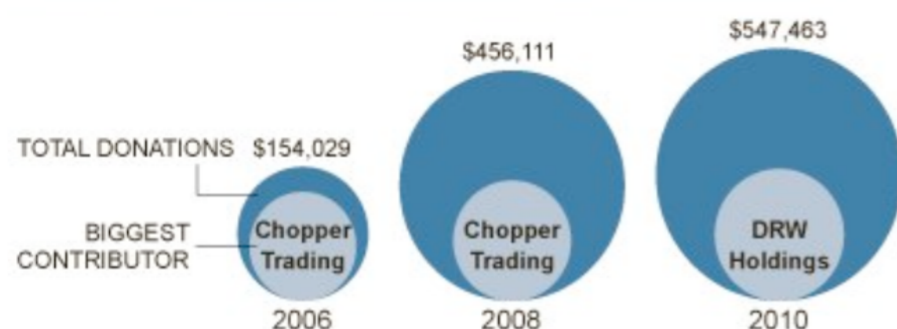 $547,463
$456,111
TOTAL DONATIONS $154,029
BIGGEST
CONTRIBUTOR
Chopper
Trading
Chopper
Trading
DRW
Holdings
2006
2008
2010